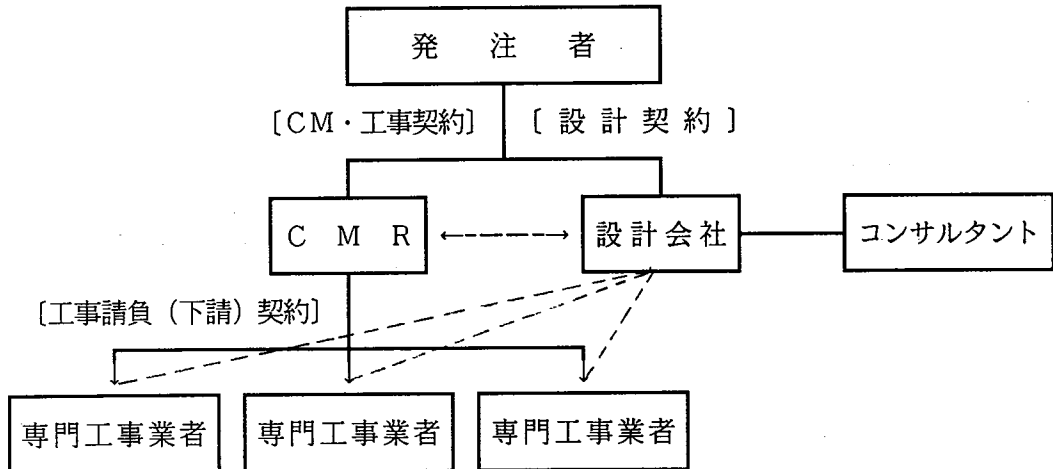 発注者
〔CM・工事契約〕
〔設計契約〕
CMR
設計会社
コンサルタント
〔工事請負（下請）契約〕
専門工事業者
専門工事業者
専門工事業者